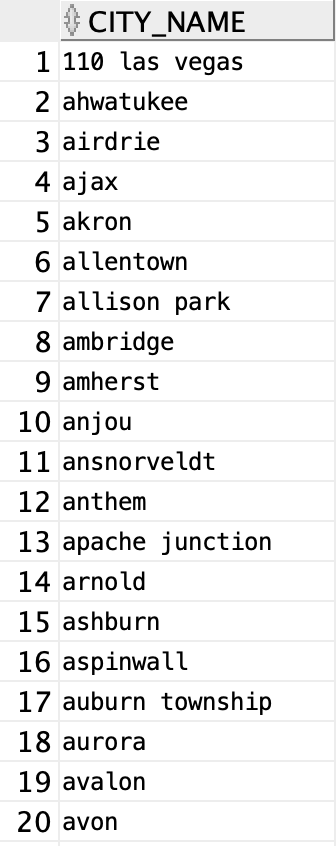 CITY_NAME
1 110 las vegas
2 ahwatukee
3 airdrie
4 ajax
5 akron
6 allentown
7 allison park
8 ambridge
9 amherst
10 anjou
11 ansnorveldt
12 anthem
13 apache junction
14 arnold
15 ashburn
16 aspinwall
17 auburn township
18 aurora
19 avalon
20 avon